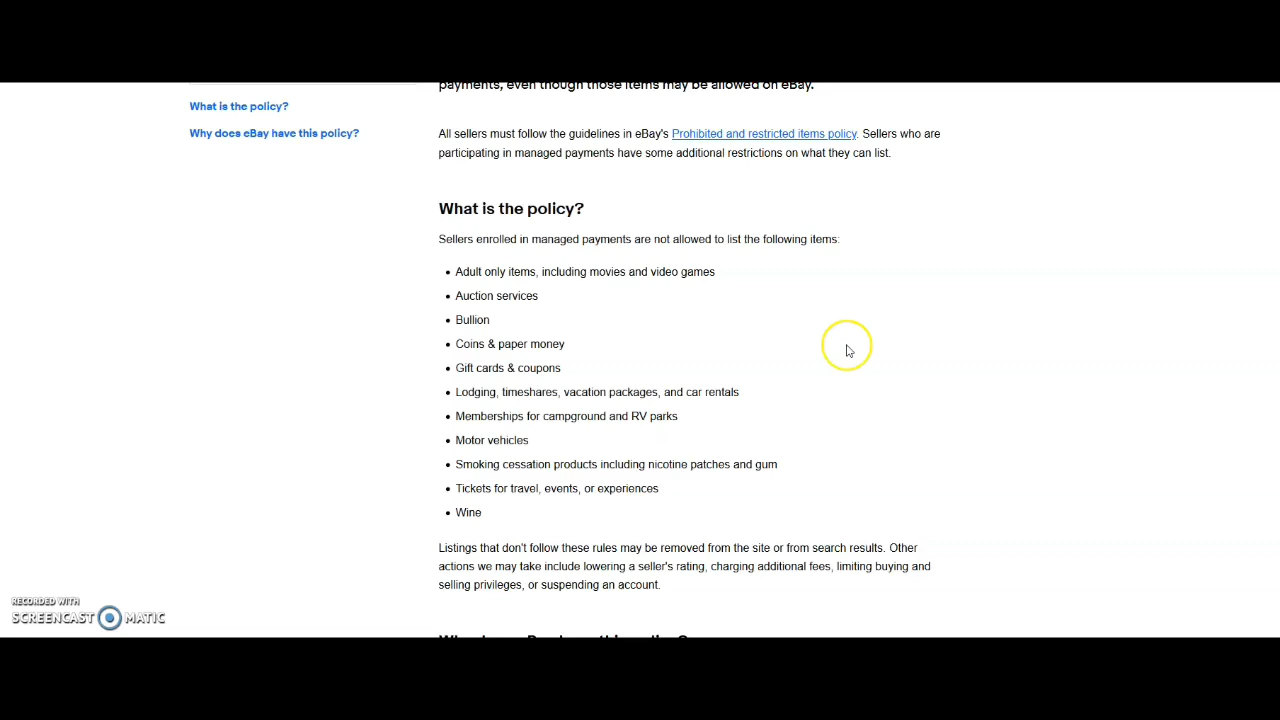 payments, even though those items may be allowed on eBay.
What is the policy?
Why does eBay have this policy?
All sellers must follow the guidelines in eBay's Prohibited and restricted items policy. Sellers who are
participating in managed payments have some additional restrictions on what they can list.
What is the policy?
Sellers enrolled in managed payments are not allowed to list the following items:
• Adult only items, including movies and video games
• Auction services
• Bullion
• Coins & paper money
• Gift cards & coupons
• Lodging, timeshares, vacation packages, and car rentals
• Memberships for campground and RV parks
• Motor vehicles
• Smoking cessation products including nicotine patches and gum
• Tickets for travel, events, or experiences
• Wine
Listings that don't follow these rules may be removed from the site or from search results. Other
actions we may take include lowering a seller's rating, charging additional fees, limiting buying and
selling privileges, or suspending an account.
RECORDED WITH
SCREENCAST MATIC